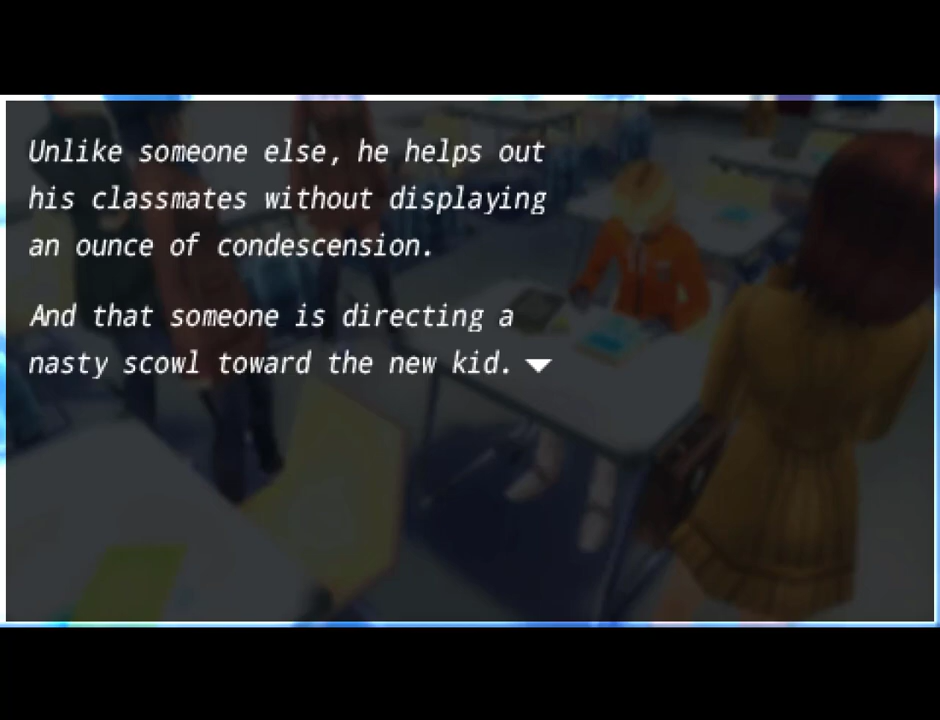 Unlike someone else, he helps out
his classmates without displaying
an ounce of condescension.
And that someone is directing a
nasty scowl toward the new kid.